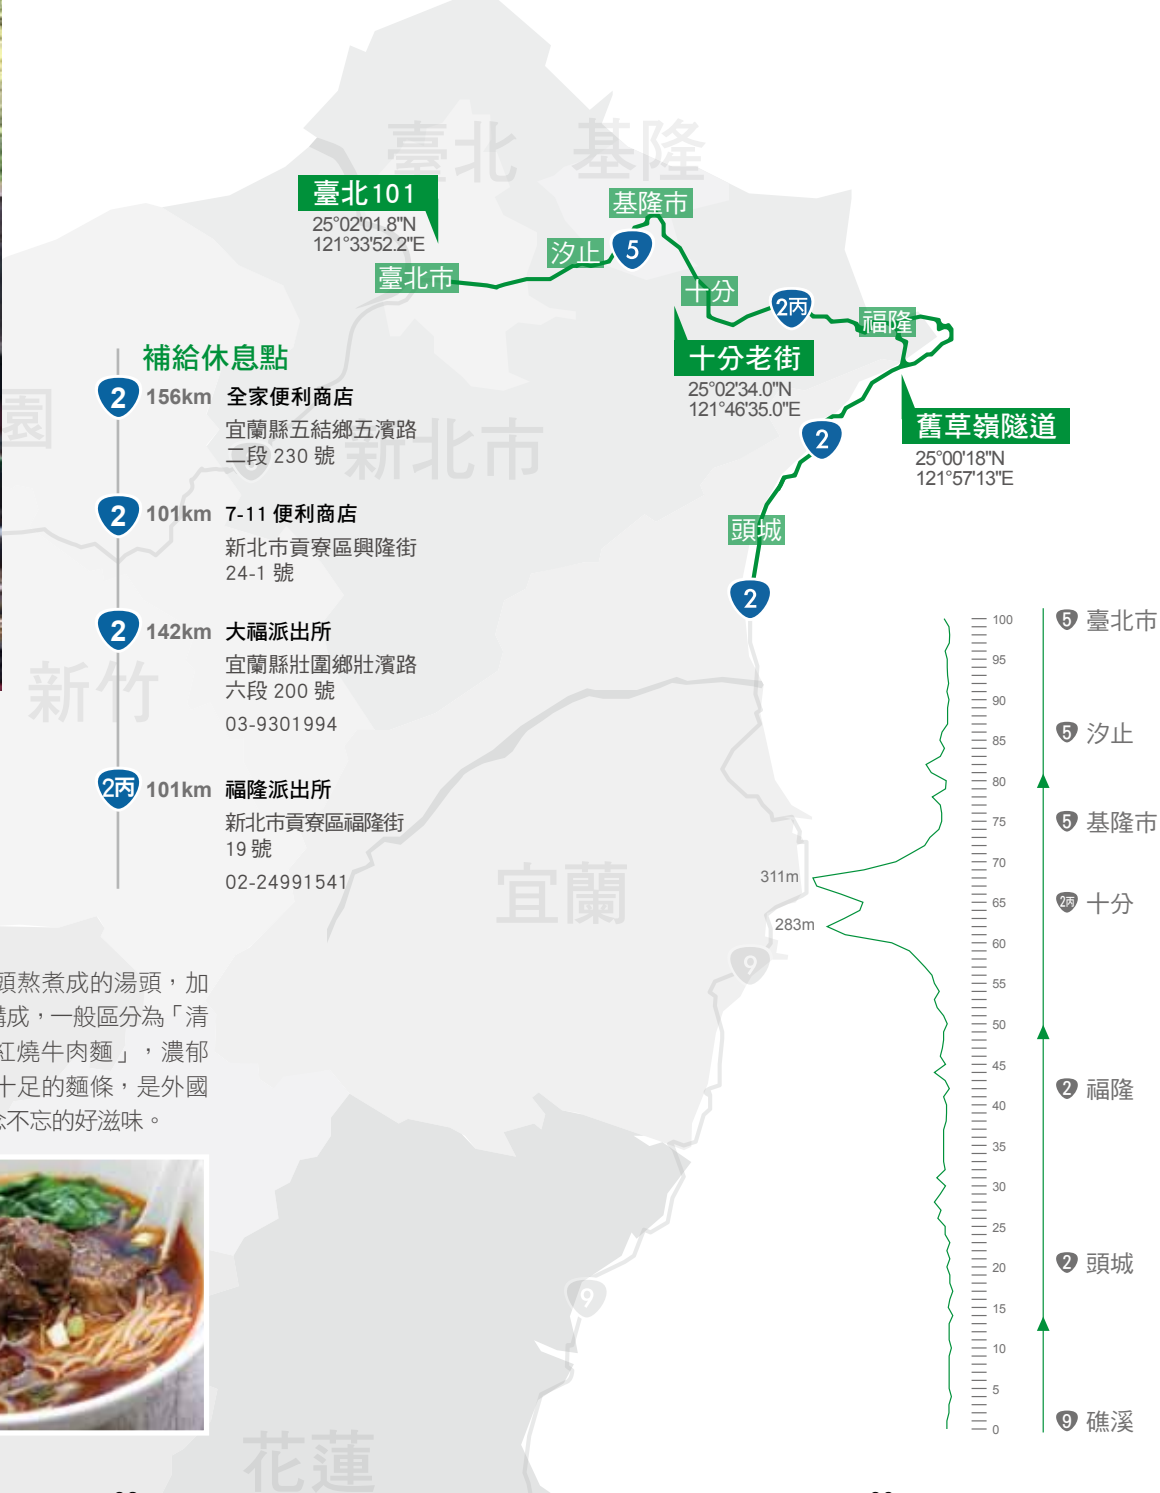 臺北
基隆
臺北101
25°02'01.8"N
121°33'52.2"E
基隆市
汐止
5
臺北市
十分
2丙
福隆
十分老街
25°02'34.0"N
121°46'35.0"E
舊草嶺隧道
25°00'18"N
121°57'13"E
2
頭城
2
園
新北市
新竹
宜蘭
花蓮
9
9
補給休息點
2 156km 全家便利商店
宜蘭縣五結鄉五濱路
二段 230 號
2 101km 7-11 便利商店
新北市貢寮區興隆街
24-1 號
2 142km 大福派出所
宜蘭縣壯圍鄉壯濱路
六段 200 號
03-9301994
2丙 101km 福隆派出所
新北市貢寮區福隆街
19 號
02-24991541
頭熬煮成的湯頭，加
構成，一般區分為「清
紅燒牛肉麵」，濃郁
十足的麵條，是外國
念不忘的好滋味。
311m
283m
100
95
90
85
80
75
70
65
60
55
50
45
40
35
30
25
20
15
10
5
0
5 臺北市
5 汐止
5 基隆市
2丙 十分
2 福隆
2 頭城
9 礁溪